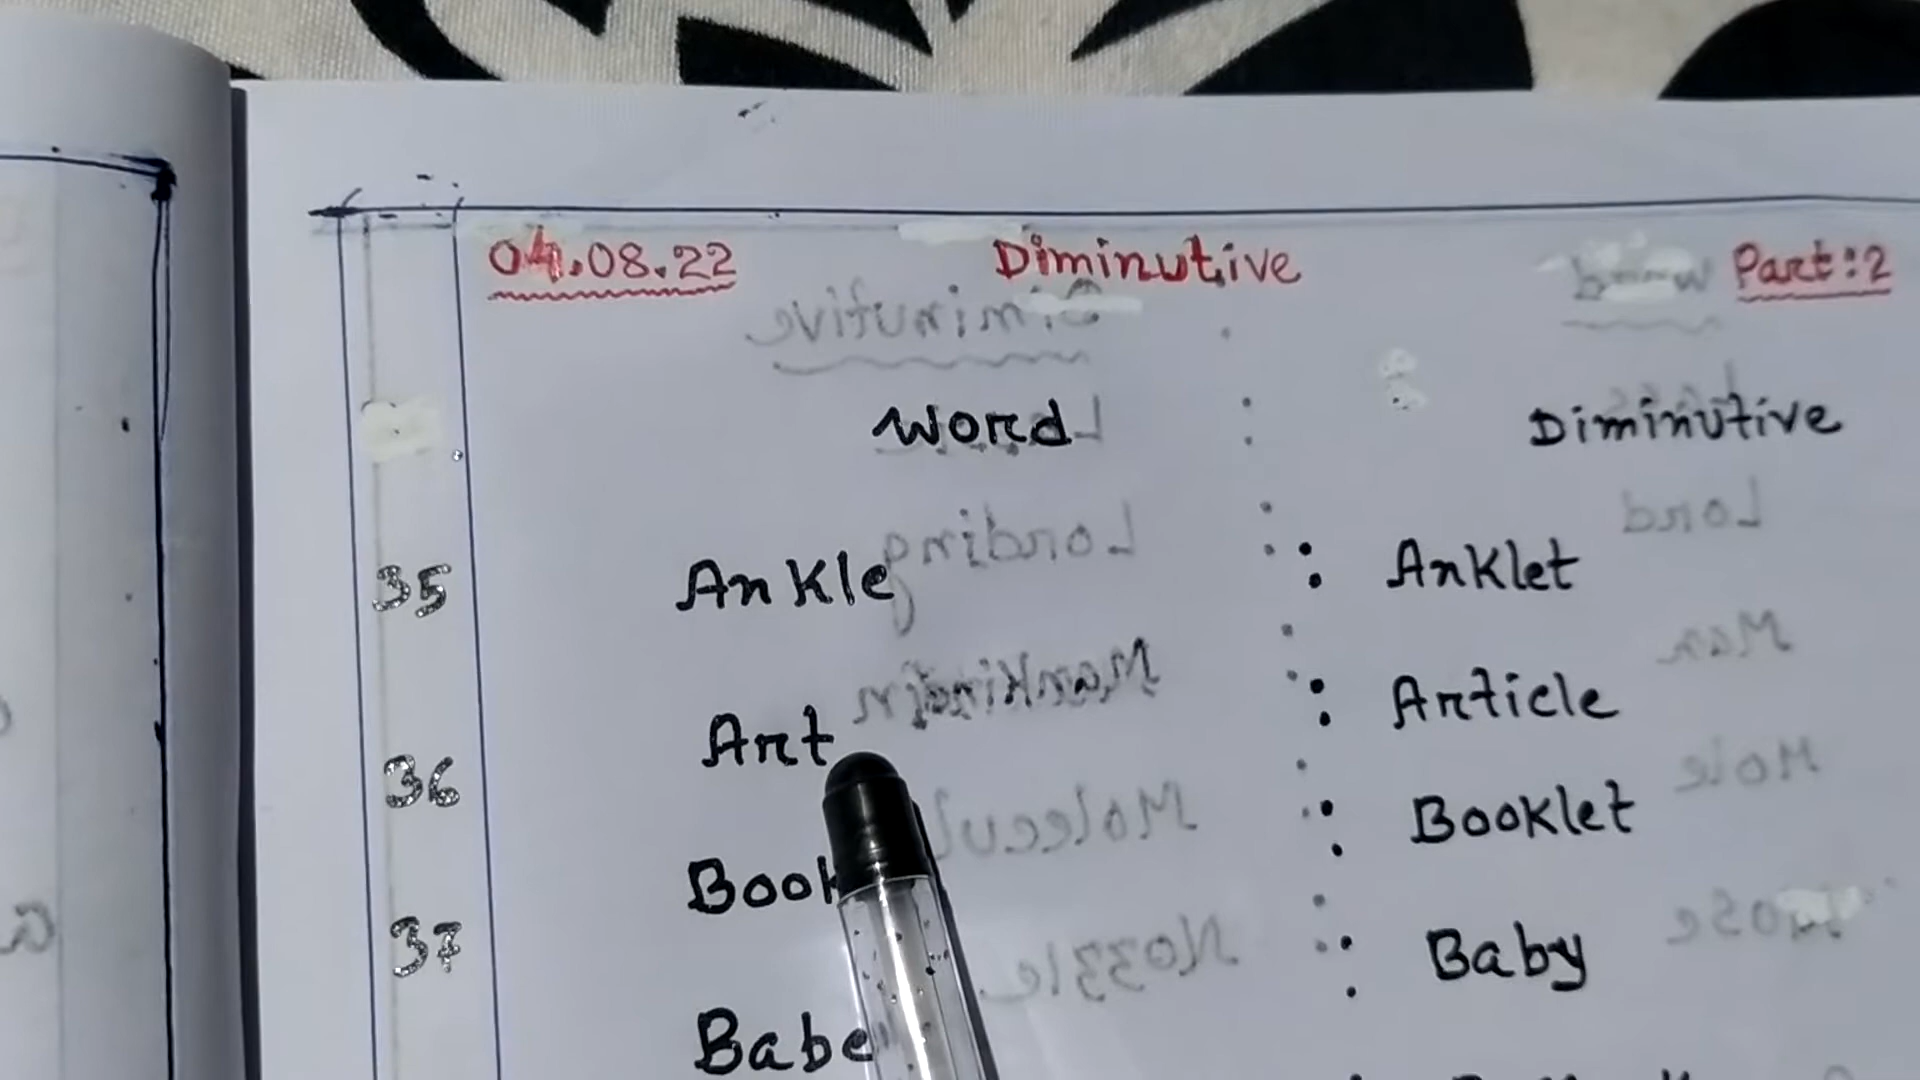 04.08.22 Diminutive Part:2
Word : Diminutive
35 Ankle : Anklet
36 Art : Article
37 Book : Booklet
Babe : Baby